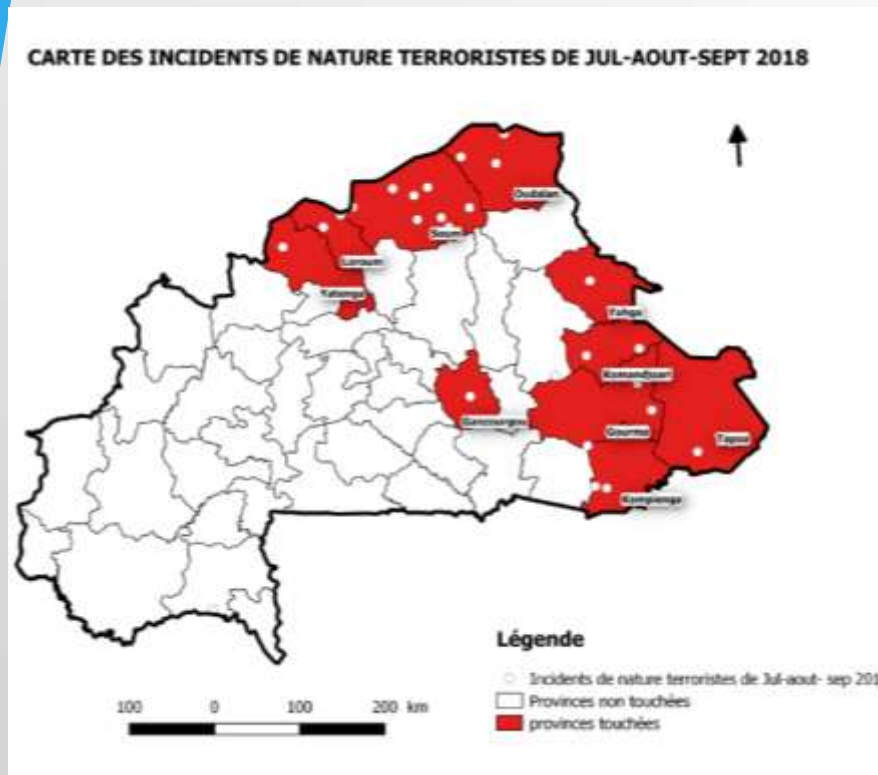 CARTE DES INCIDENTS DE NATURE TERRORISTES DE JUL-AOUT-SEPT 2018
Oudalan
Soum
Loroum
Yatenga
Yahga
Komandjoari
Ganzourgou
Gourma
Tapoa
Kompienga
Légende
Incidents de nature terroristes de Jul-aout- sep 201
Provinces non touchées
provinces touchées
100 0 100 200 km